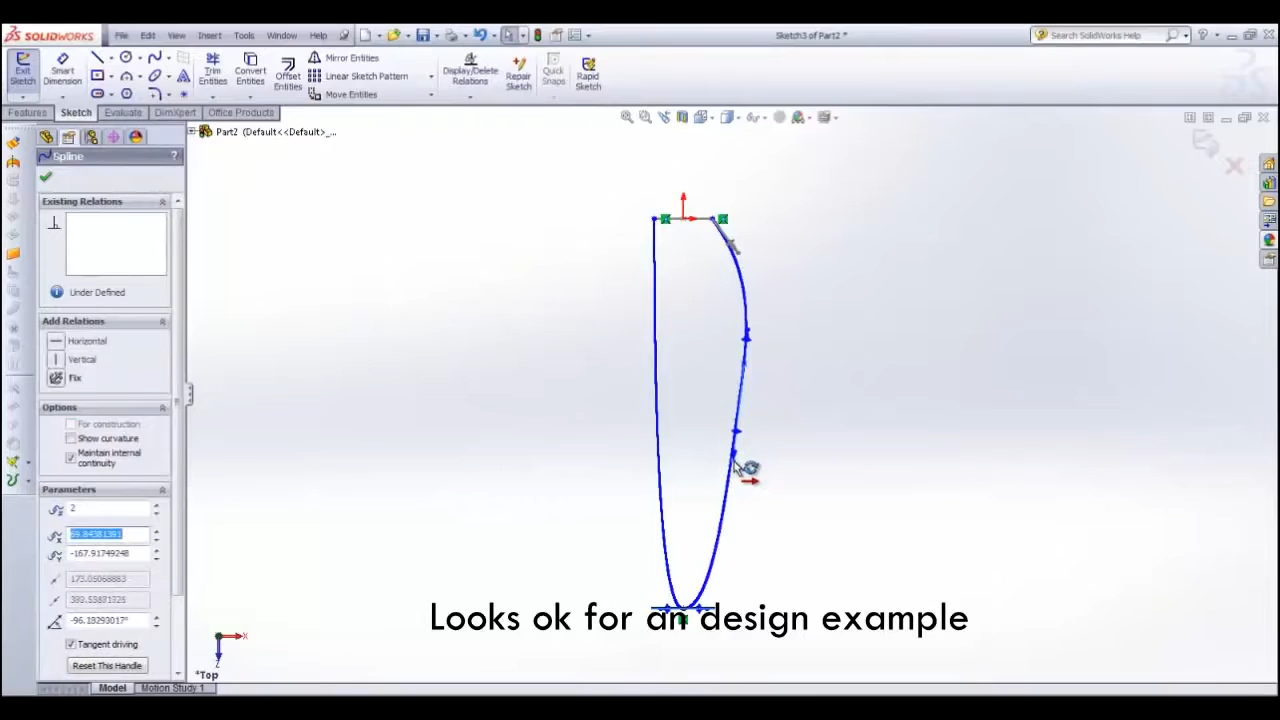 SOLIDWORKS File Edit View Insert Tools Window Help Sketch3 of Part2 * Search SolidWorks Help
Exit Sketch
Smart Dimension
Trim Entities
Convert Entities
Offset Entities
Mirror Entities
Linear Sketch Pattern
Move Entities
Display/Delete Relations
Repair Sketch
Quick Snaps
Rapid Sketch
Features Sketch Evaluate DimXpert Office Products
Part2 (Default<<Default>_...
Spline ?
Existing Relations
Under Defined
Add Relations
Horizontal
Vertical
Fix
Options
For construction
Show curvature
Maintain internal
continuity
Parameters
2
-167.91749248
-96.18293017°
Tangent driving
Reset This Handle
X
Z
*Top
Looks ok for an design example
Model Motion Study 1